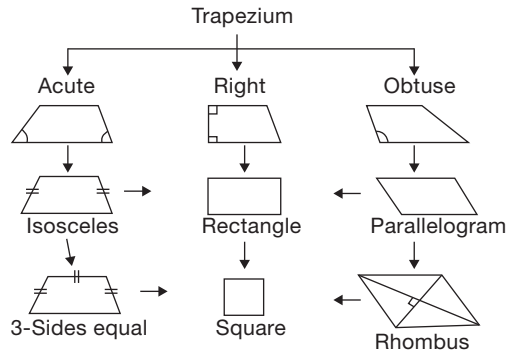 Trapezium
Acute Right Obtuse
Isosceles Rectangle Parallelogram
3-Sides equal Square Rhombus